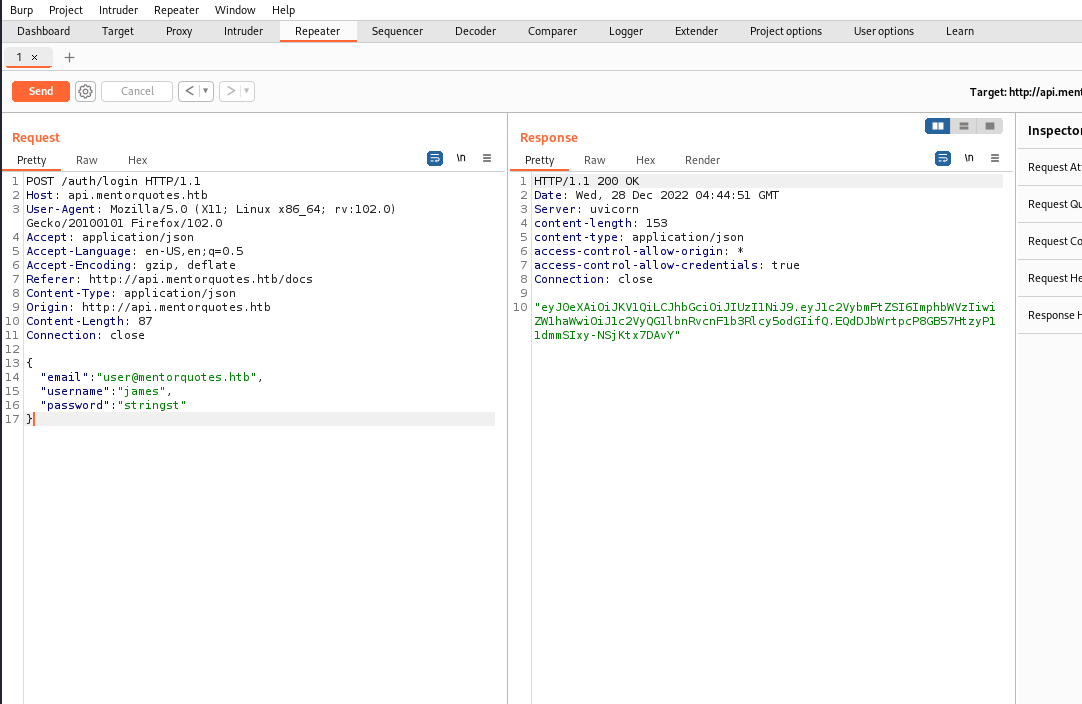 Burp Project Intruder Repeater Window Help
Dashboard Target Proxy Intruder Repeater Sequencer Decoder Comparer Logger Extender Project options User options Learn
1 × +
Send Cancel < ▾ > ▾ Target: http://api.ment
Request
Pretty Raw Hex \n ≡
1 POST /auth/login HTTP/1.1
2 Host: api.mentorquotes.htb
3 User-Agent: Mozilla/5.0 (X11; Linux x86_64; rv:102.0)
Gecko/20100101 Firefox/102.0
4 Accept: application/json
5 Accept-Language: en-US,en;q=0.5
6 Accept-Encoding: gzip, deflate
7 Referer: http://api.mentorquotes.htb/docs
8 Content-Type: application/json
9 Origin: http://api.mentorquotes.htb
10 Content-Length: 87
11 Connection: close
12
13 {
14 "email":"user@mentorquotes.htb",
15 "username":"james",
16 "password":"stringst"
17 }
Response
Pretty Raw Hex Render \n ≡
1 HTTP/1.1 200 OK
2 Date: Wed, 28 Dec 2022 04:44:51 GMT
3 Server: uvicorn
4 content-length: 153
5 content-type: application/json
6 access-control-allow-origin: *
7 access-control-allow-credentials: true
8 Connection: close
9
10 "eyJ0eXAiOiJKV1QiLCJhbGciOiJIUzI1NiJ9.eyJ1c2VybmFtZSI6ImphbWVzIiwi
ZW1haWwiOiJ1c2VyQG1lbnRvcnF1b3Rlcy5odGIifQ.EQdDJbWrtpcP8GB57HtzyP1
1dmmSIxy-NSjKtx7DAvY"
Inspecto
Request At
Request Qu
Request Co
Request He
Response H